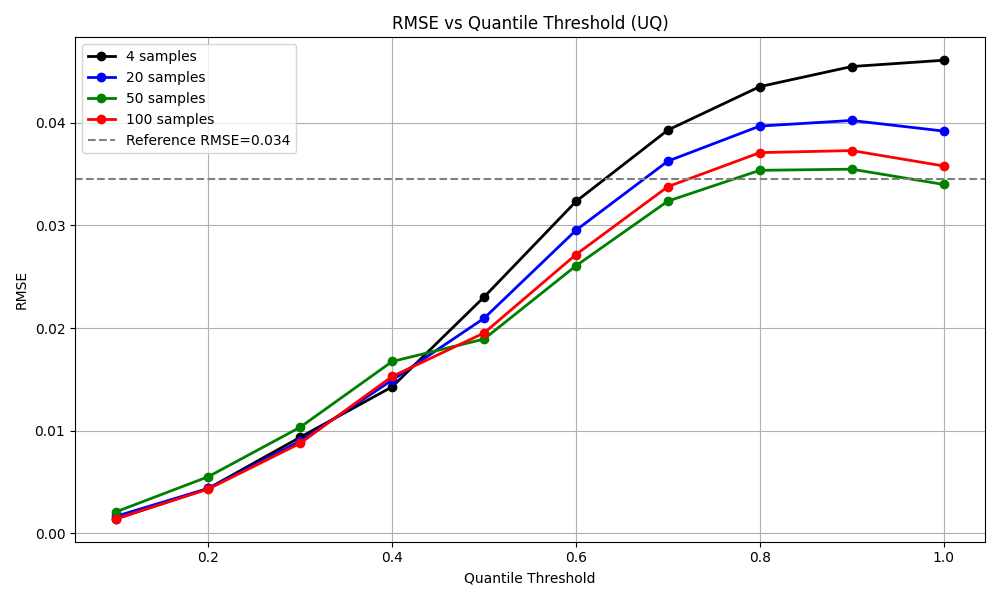 RMSE vs Quantile Threshold (UQ)
4 samples
20 samples
50 samples
100 samples
Reference RMSE=0.034
0.04
0.03
0.02
0.01
0.00
RMSE
0.2
0.4
0.6
0.8
1.0
Quantile Threshold